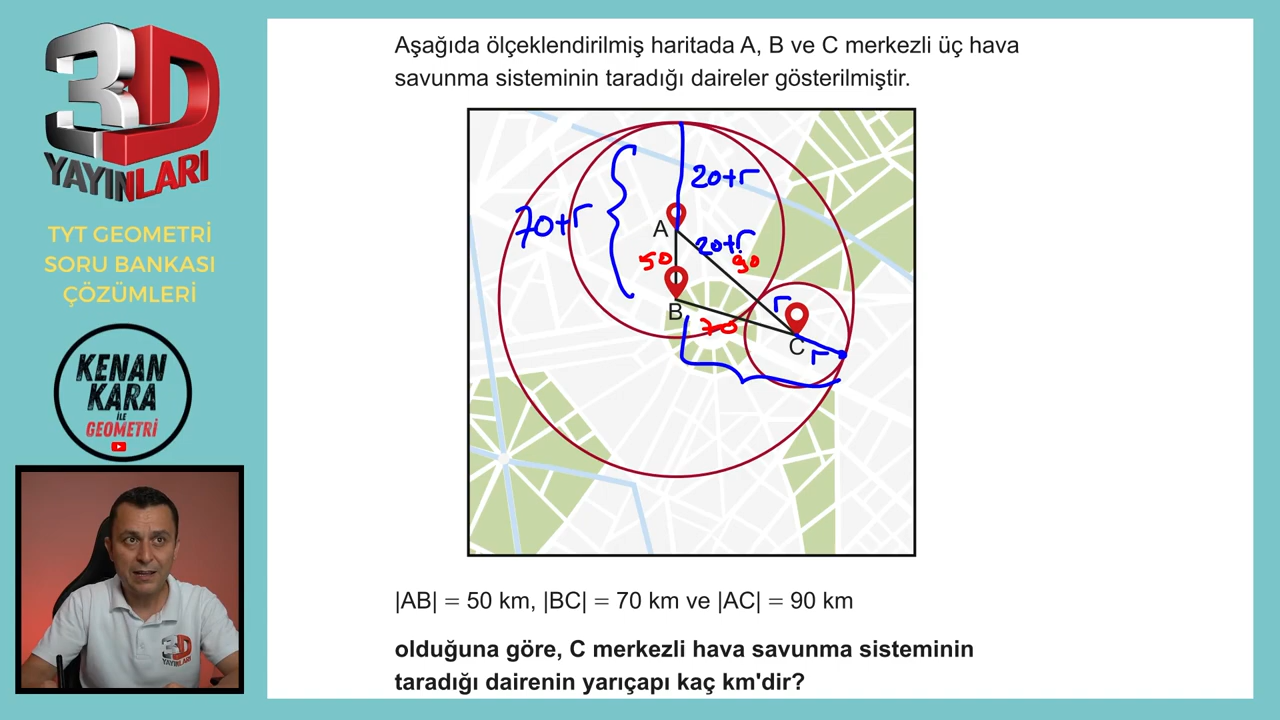 3D
YAYINLARI
TYT GEOMETRİ
SORU BANKASI
ÇÖZÜMLERİ
KENAN
KARA
İLE
GEOMETRİ
3D
YAYINLARI
Aşağıda ölçeklendirilmiş haritada A, B ve C merkezli üç hava
savunma sisteminin taradığı daireler gösterilmiştir.
20+r
70+r
A
20+r
50
90
B
r
70
C
r
|AB| = 50 km, |BC| = 70 km ve |AC| = 90 km
olduğuna göre, C merkezli hava savunma sisteminin
taradığı dairenin yarıçapı kaç km'dir?